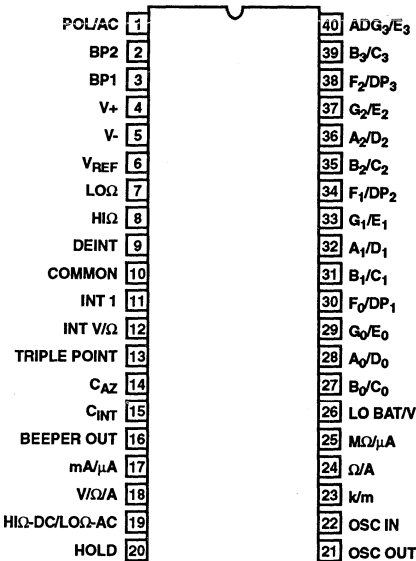 POL/AC 1 40 ADG3/E3
BP2 2 39 B3/C3
BP1 3 38 F2/DP3
V+ 4 37 G2/E2
V- 5 36 A2/D2
VREF 6 35 B2/C2
LOΩ 7 34 F1/DP2
HIΩ 8 33 G1/E1
DEINT 9 32 A1/D1
COMMON 10 31 B1/C1
INT 1 11 30 F0/DP1
INT V/Ω 12 29 G0/E0
TRIPLE POINT 13 28 A0/D0
CAZ 14 27 B0/C0
CINT 15 26 LO BAT/V
BEEPER OUT 16 25 MΩ/μA
mA/μA 17 24 Ω/A
V/Ω/A 18 23 k/m
HIΩ-DC/LOΩ-AC 19 22 OSC IN
HOLD 20 21 OSC OUT